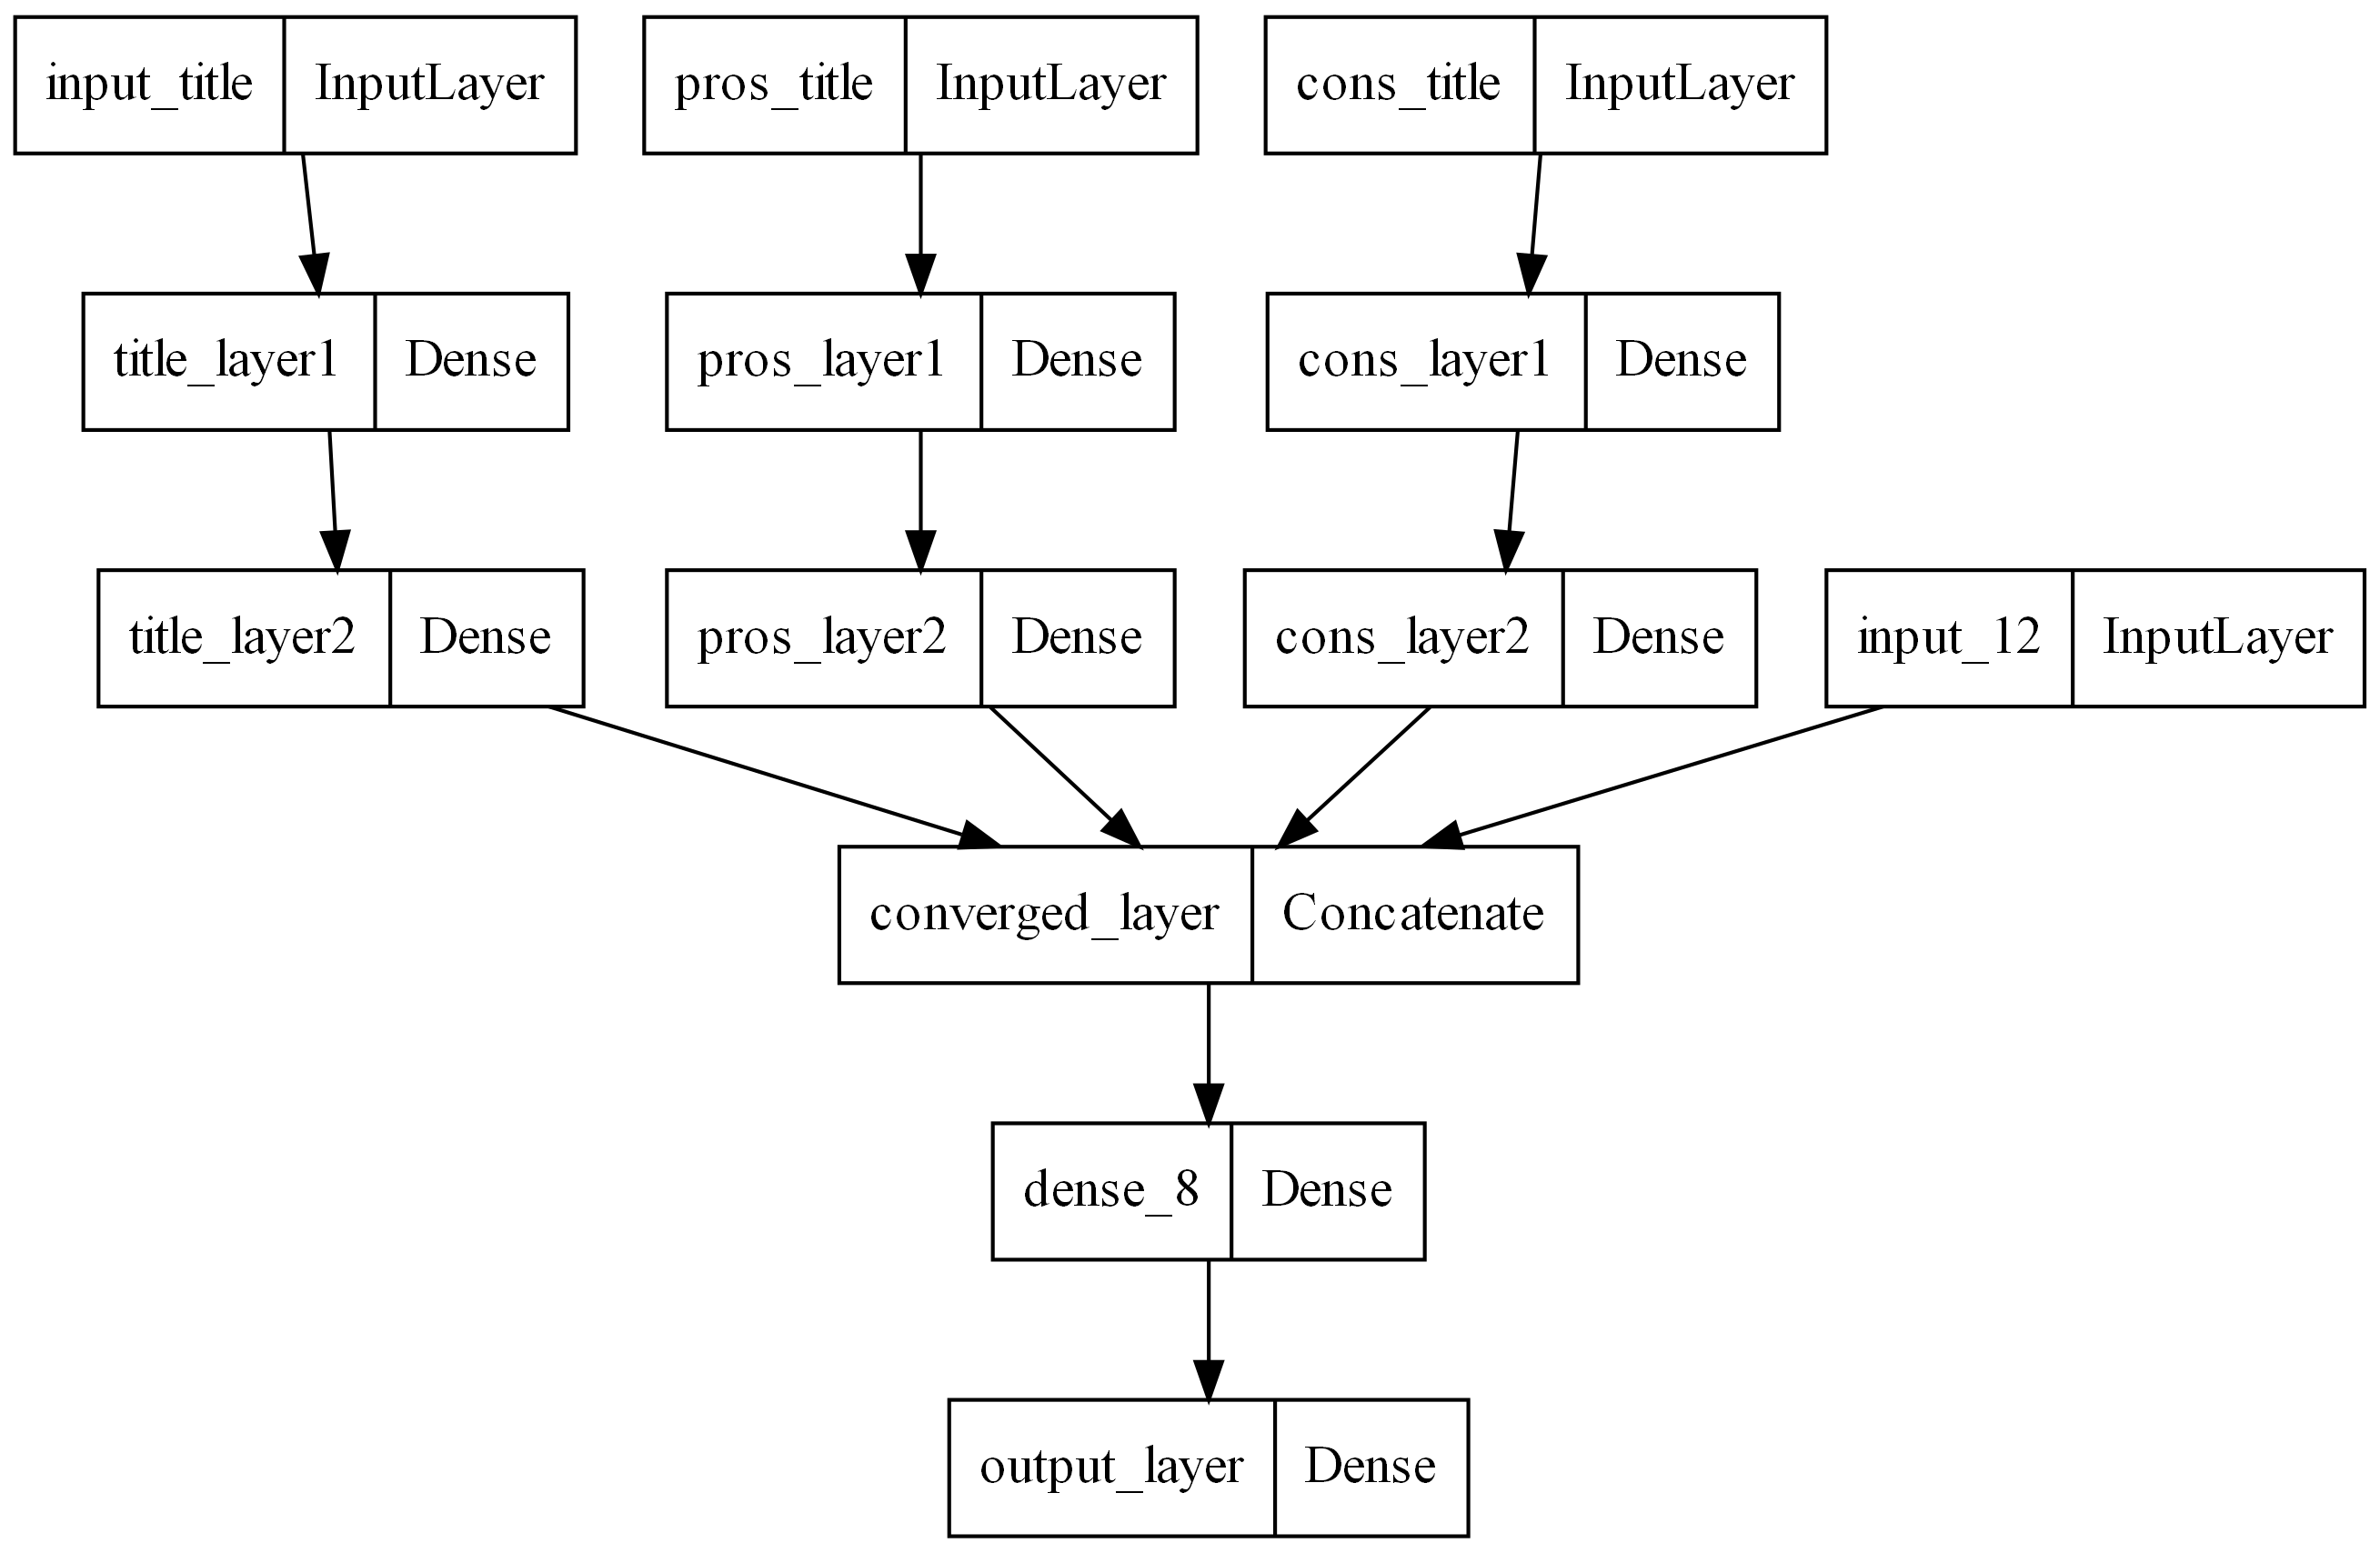 input_title InputLayer
pros_title InputLayer
cons_title InputLayer
title_layer1 Dense
pros_layer1 Dense
cons_layer1 Dense
title_layer2 Dense
pros_layer2 Dense
cons_layer2 Dense
input_12 InputLayer
converged_layer Concatenate
dense_8 Dense
output_layer Dense